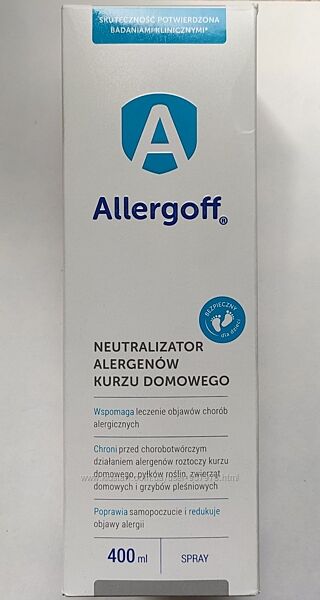 SKUTECZNOŚĆ POTWIERDZONA
BADANIAMI KLINICZNYMI*
A
Allergoff®
BEZPIECZNY
dla dzieci
NEUTRALIZATOR
ALERGENÓW
KURZU DOMOWEGO
Wspomaga leczenie objawów chorób
alergicznych
Chroni przed chorobotwórczym
działaniem alergenów roztoczy kurzu
domowego, pyłków roślin, zwierząt
domowych i grzybów pleśniowych
Poprawia samopoczucie i redukuje
objawy alergii
400 ml
SPRAY